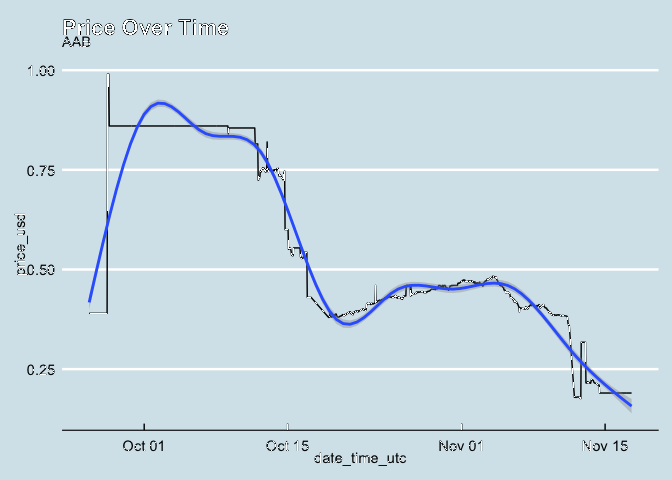 Price Over Time
AAB
1.00
0.75
0.50
0.25
price_usd
Oct 01
Oct 15
Nov 01
Nov 15
date_time_utc